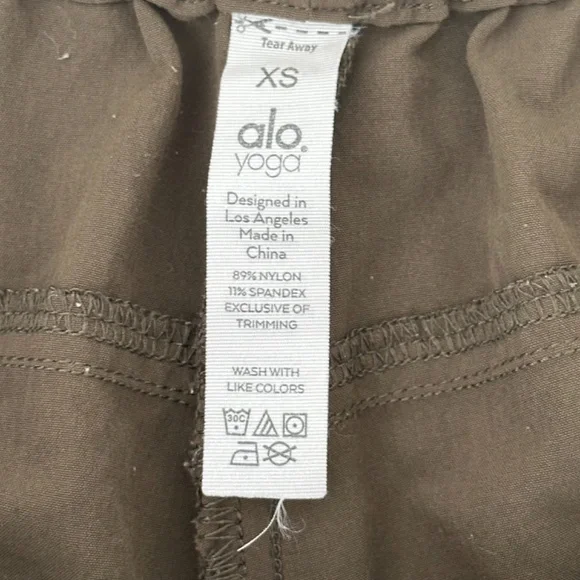 Tear Away
XS
alo.
yoga
Designed in
Los Angeles
Made in
China
89% NYLON
11% SPANDEX
EXCLUSIVE OF
TRIMMING
WASH WITH
LIKE COLORS
30C